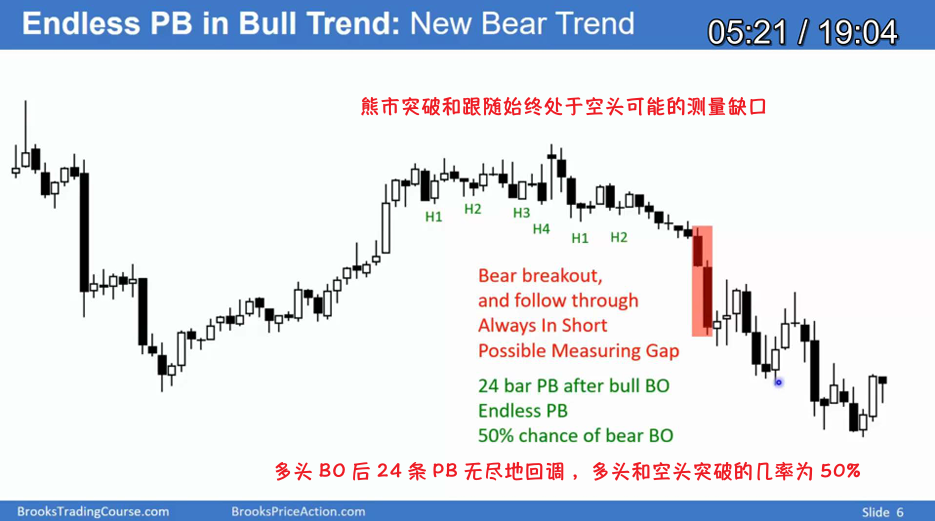 Endless PB in Bull Trend: New Bear Trend
05:21 / 19:04
熊市突破和跟随始终处于空头可能的测量缺口
H1
H2
H3
H4
H1
H2
Bear breakout,
and follow through
Always In Short
Possible Measuring Gap
24 bar PB after bull BO
Endless PB
50% chance of bear BO
多头 BO 后 24 条 PB 无尽地回调，多头和空头突破的几率为 50%
BrooksTradingCourse.com
BrooksPriceAction.com
Slide 6